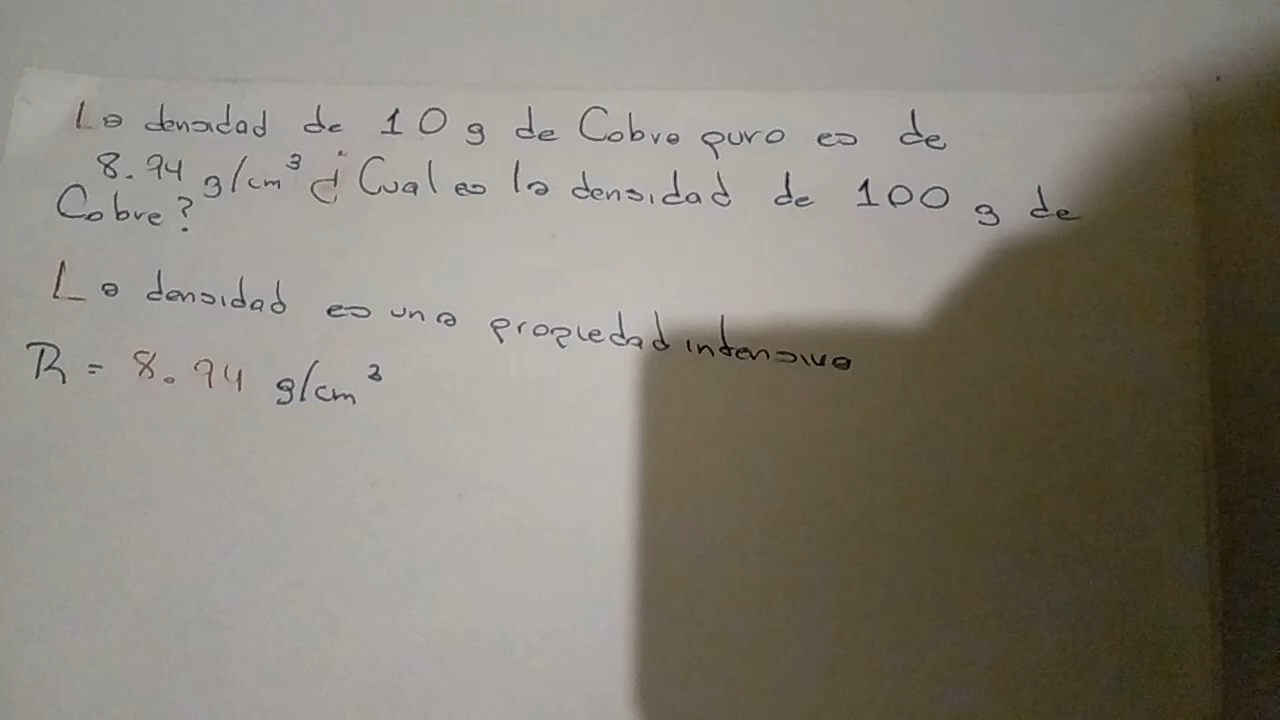 La densidad de 10 g de Cobre puro es de
8.94 g/cm³ ¿Cual es la densidad de 100 g de
Cobre?
La densidad es una propiedad intensiva
R = 8.94 g/cm³